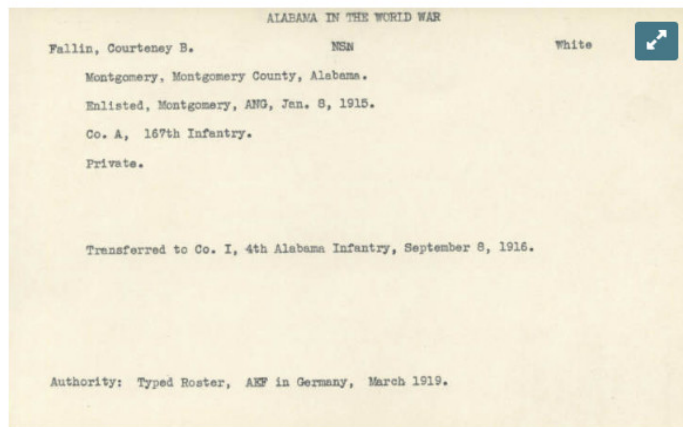 ALABAMA IN THE WORLD WAR
Fallin, Courteney B. NSN White
Montgomery, Montgomery County, Alabama.
Enlisted, Montgomery, ANG, Jan. 8, 1915.
Co. A, 167th Infantry.
Private.
Transferred to Co. I, 4th Alabama Infantry, September 8, 1916.
Authority: Typed Roster, AEF in Germany, March 1919.